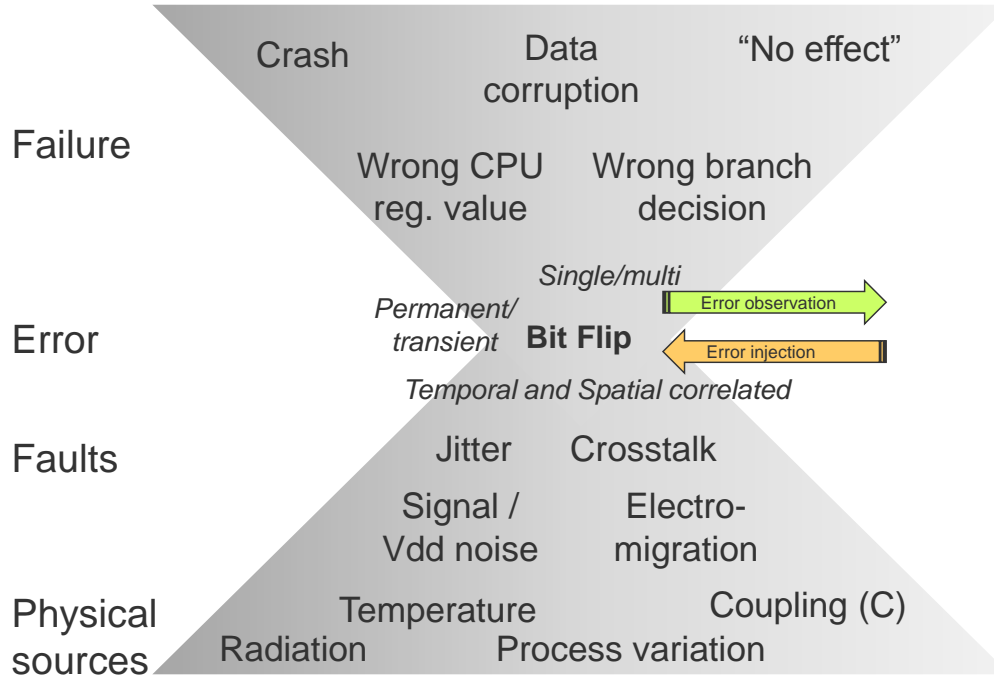 Crash
Data
corruption
“No effect”
Failure
Wrong CPU
reg. value
Wrong branch
decision
Single/multi
Error observation
Permanent/
transient
Error
Bit Flip
Error injection
Temporal and Spatial correlated
Faults
Jitter
Crosstalk
Signal /
Vdd noise
Electro-
migration
Physical
sources
Temperature
Coupling (C)
Radiation
Process variation